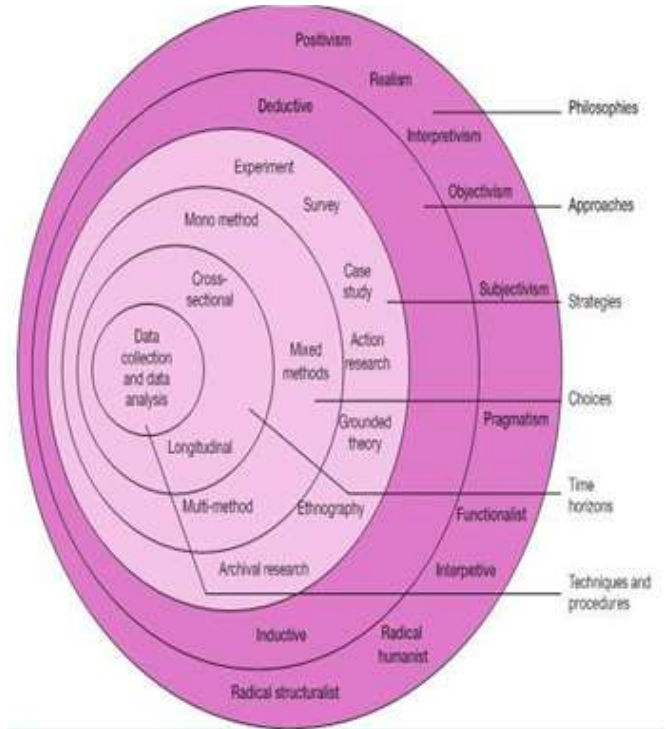 Positivism
Realism
Deductive
Philosophies
Interpretivism
Experiment
Objectivism
Survey
Approaches
Mono method
Case
study
Cross-
sectional
Subjectivism
Strategies
Data
collection
and data
analysis
Mixed
methods
Action
research
Choices
Pragmatism
Grounded
theory
Longitudinal
Time
horizons
Multi-method
Ethnography
Functionalist
Archival research
Interpetive
Techniques and
procedures
Inductive
Radical
humanist
Radical structuralist